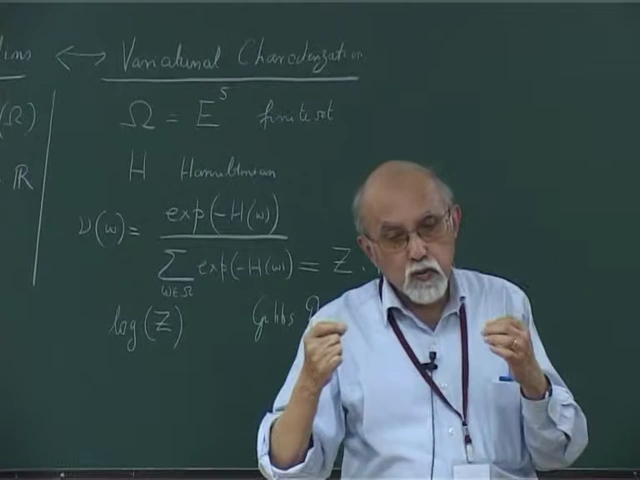 ⟷ Variational Characterization
(Ω)
Ω = E^S finite set
ℝ
H Hamiltonian
ν(ω) = exp(-H(ω)) / Σ_{ω∈Ω} exp(-H(ω)) = Z
log(Z) Gibbs